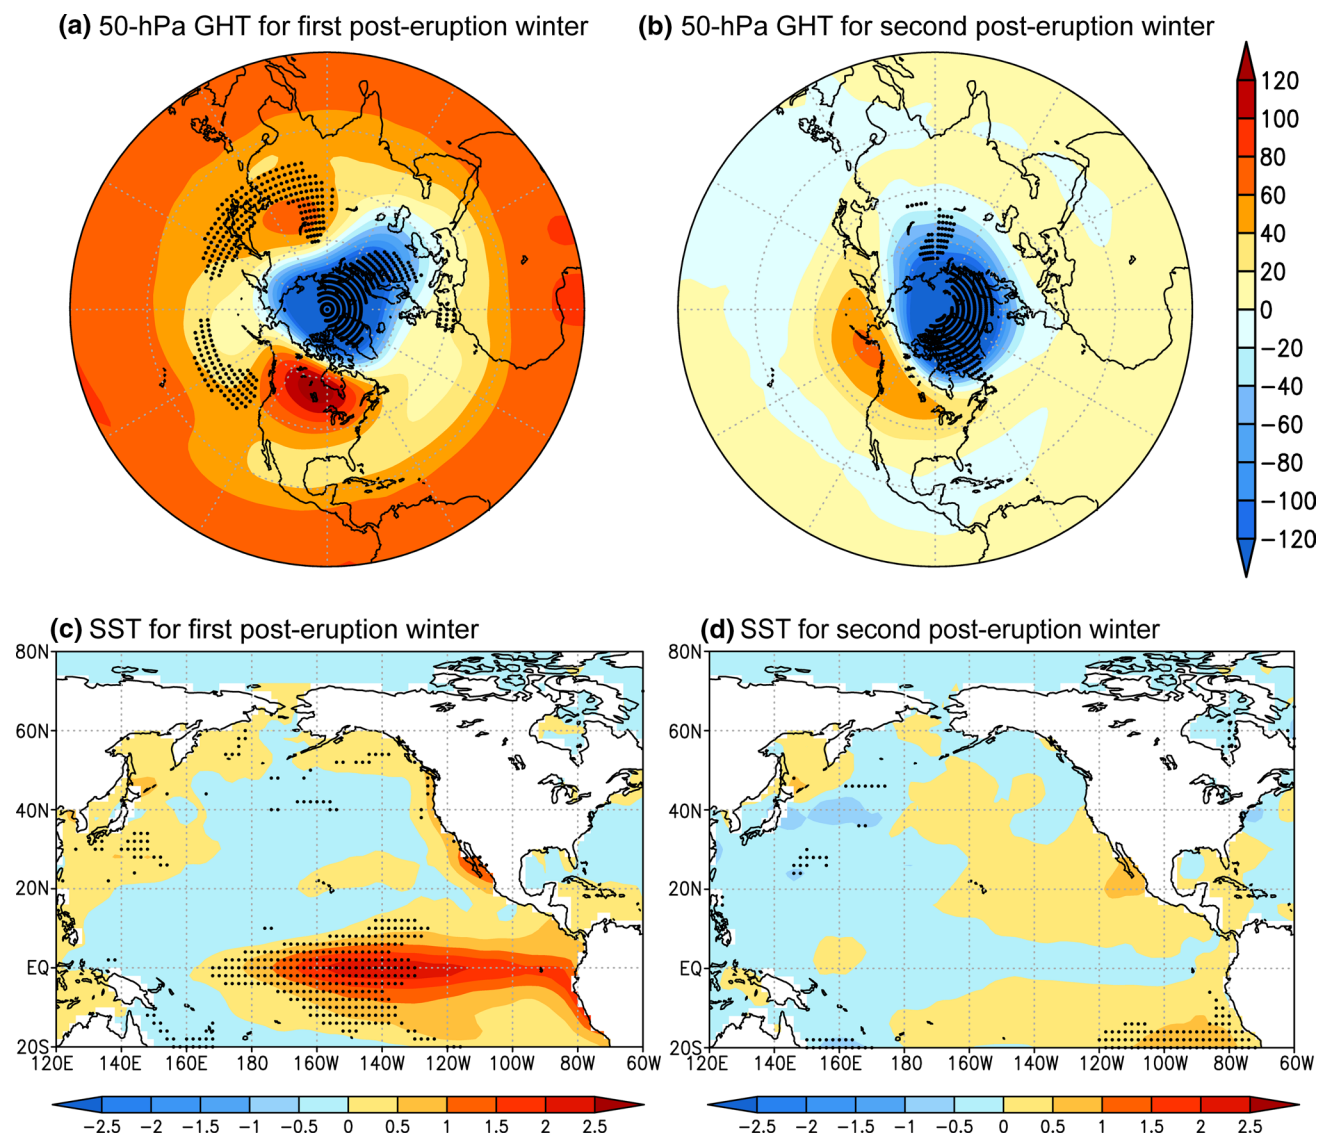 (a) 50-hPa GHT for first post-eruption winter
(b) 50-hPa GHT for second post-eruption winter
120
100
80
60
40
20
0
−20
−40
−60
−80
−100
−120
(c) SST for first post-eruption winter
80N
60N
40N
20N
EQ
20S
120E 140E 160E 180 160W 140W 120W 100W 80W 60W
−2.5 −2 −1.5 −1 −0.5 0 0.5 1 1.5 2 2.5
(d) SST for second post-eruption winter
80N
60N
40N
20N
EQ
20S
120E 140E 160E 180 160W 140W 120W 100W 80W 60W
−2.5 −2 −1.5 −1 −0.5 0 0.5 1 1.5 2 2.5